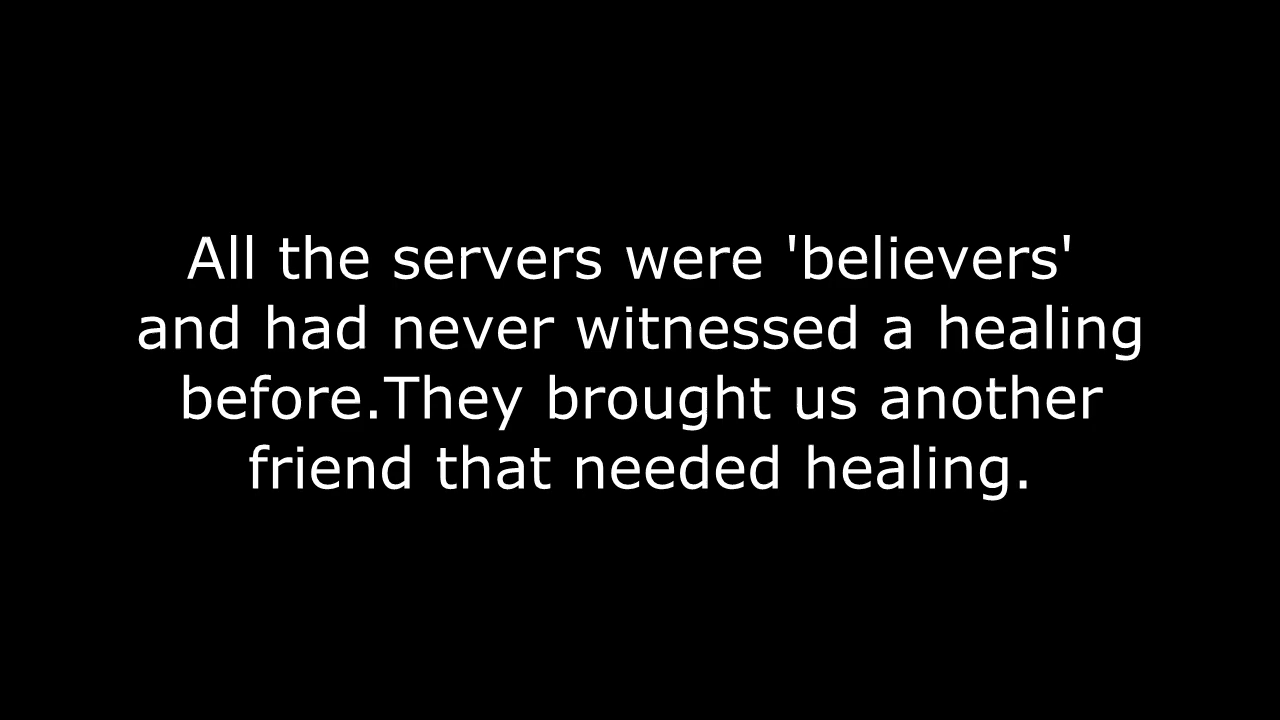 All the servers were 'believers'
and had never witnessed a healing
before.They brought us another
friend that needed healing.